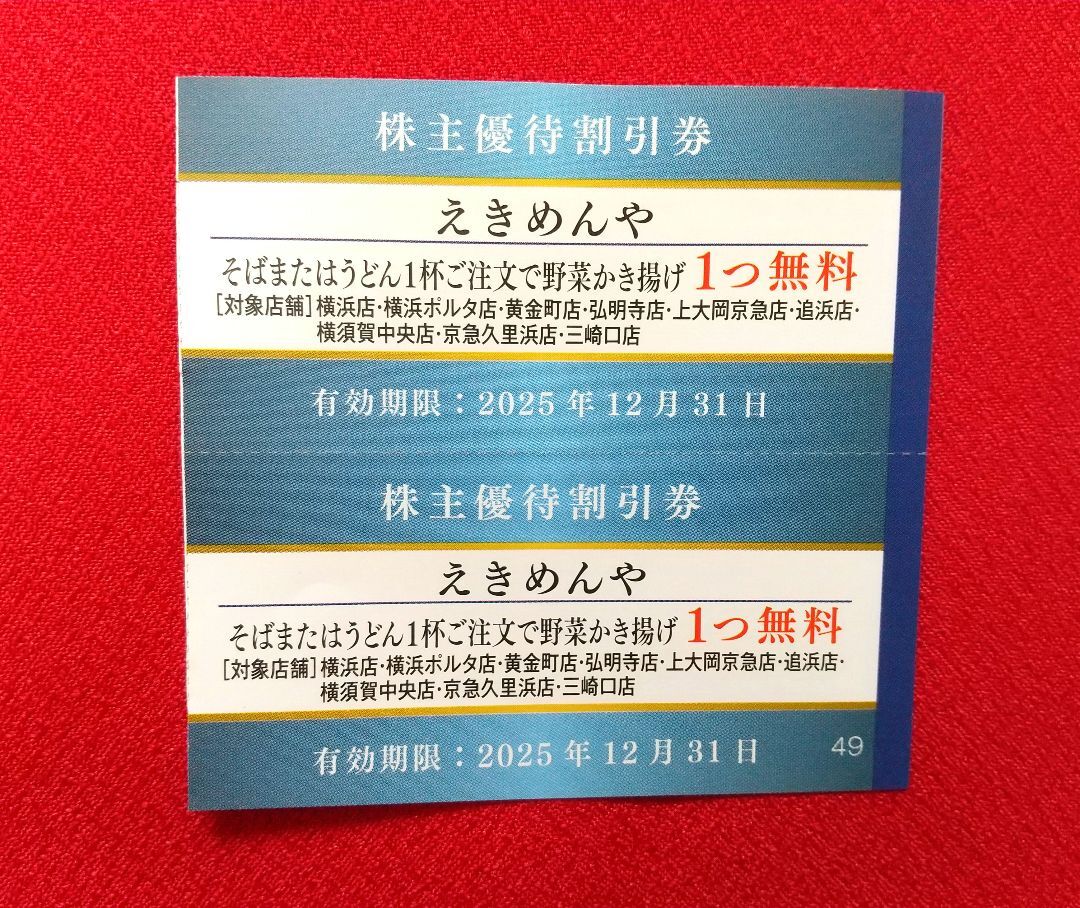 株主優待割引券
えきめんや
そばまたはうどん1杯ご注文で野菜かき揚げ 1つ無料
［対象店舗］横浜店・横浜ポルタ店・黄金町店・弘明寺店・上大岡京急店・追浜店・
横須賀中央店・京急久里浜店・三崎口店
有効期限：2025年12月31日
株主優待割引券
えきめんや
そばまたはうどん1杯ご注文で野菜かき揚げ 1つ無料
［対象店舗］横浜店・横浜ポルタ店・黄金町店・弘明寺店・上大岡京急店・追浜店・
横須賀中央店・京急久里浜店・三崎口店
有効期限：2025年12月31日
49